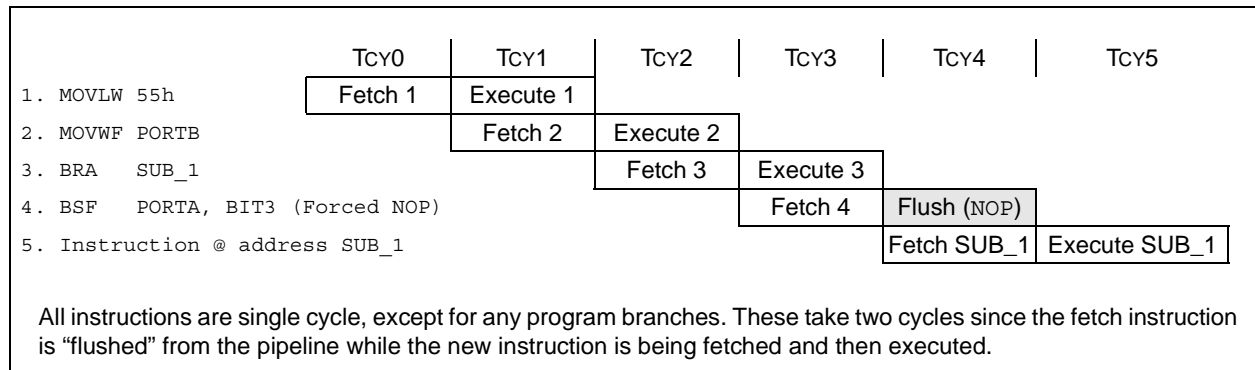 TCY0 TCY1 TCY2 TCY3 TCY4 TCY5
1. MOVLW 55h Fetch 1 Execute 1
2. MOVWF PORTB Fetch 2 Execute 2
3. BRA SUB_1 Fetch 3 Execute 3
4. BSF PORTA, BIT3 (Forced NOP) Fetch 4 Flush (NOP)
5. Instruction @ address SUB_1 Fetch SUB_1 Execute SUB_1
All instructions are single cycle, except for any program branches. These take two cycles since the fetch instruction
is “flushed” from the pipeline while the new instruction is being fetched and then executed.